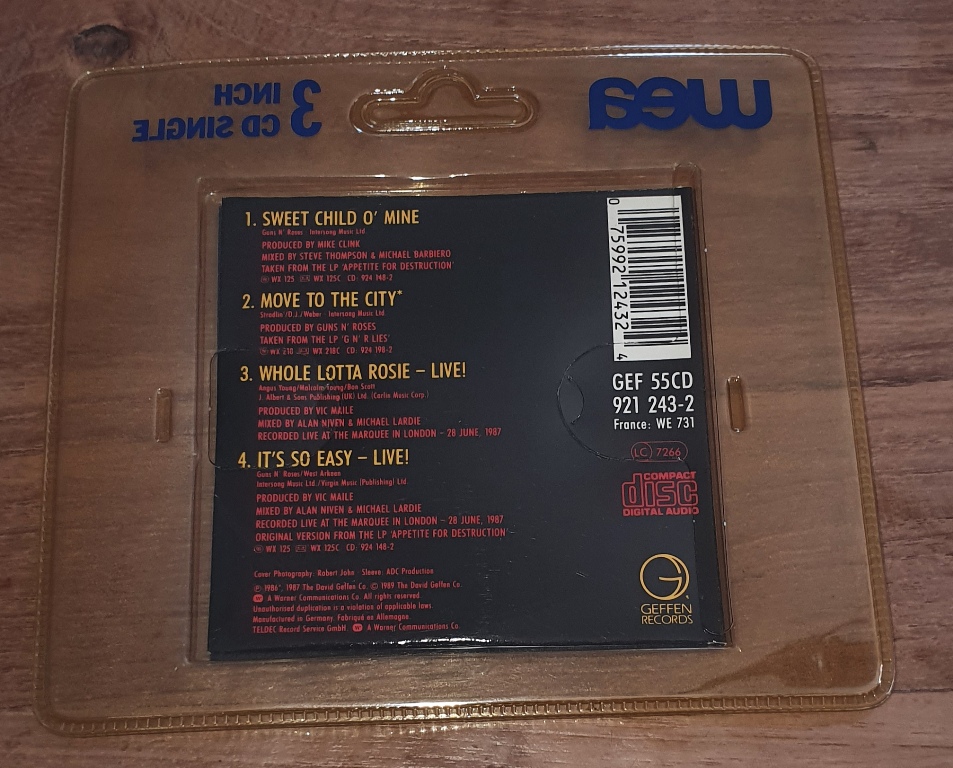 3 INCH
CD SINGLE
wea
1. SWEET CHILD O' MINE
Guns N' Roses · Intersong Music Ltd
PRODUCED BY MIKE CLINK
MIXED BY STEVE THOMPSON & MICHAEL BARBIERO
TAKEN FROM THE LP 'APPETITE FOR DESTRUCTION'
WX 125 WX 125C CD: 924 148-2
2. MOVE TO THE CITY*
Stradlin'/D.J./Weber · Intersong Music Ltd
PRODUCED BY GUNS N' ROSES
TAKEN FROM THE LP 'G N' R LIES'
WX 218 WX 218C CD: 924 198-2
3. WHOLE LOTTA ROSIE – LIVE!
Angus Young/Malcolm Young/Bon Scott
J. Albert & Sons Publishing (UK) Ltd. (Carlin Music Corp.)
PRODUCED BY VIC MAILE
MIXED BY ALAN NIVEN & MICHAEL LARDIE
RECORDED LIVE AT THE MARQUEE IN LONDON – 28 JUNE, 1987
4. IT'S SO EASY – LIVE!
Guns N' Roses/West Arkeen
Intersong Music Ltd./Virgin Music (Publishing) Ltd.
PRODUCED BY VIC MAILE
MIXED BY ALAN NIVEN & MICHAEL LARDIE
RECORDED LIVE AT THE MARQUEE IN LONDON – 28 JUNE, 1987
ORIGINAL VERSION FROM THE LP 'APPETITE FOR DESTRUCTION'
WX 125 WX 125C CD: 924 148-2
Cover Photography: Robert John · Sleeve: ADC Production
℗ 1986*, 1987 The David Geffen Co. © 1989 The David Geffen Co.
A Warner Communications Co. All rights reserved.
Unauthorised duplication is a violation of applicable laws.
Manufactured in Germany. Fabriqué en Allemagne.
TELDEC Record Service GmbH. A Warner Communications Co.
0 75992 12432 4
GEF 55CD
921 243-2
France: WE 731
LC 7266
COMPACT
disc
DIGITAL AUDIO
GEFFEN
RECORDS